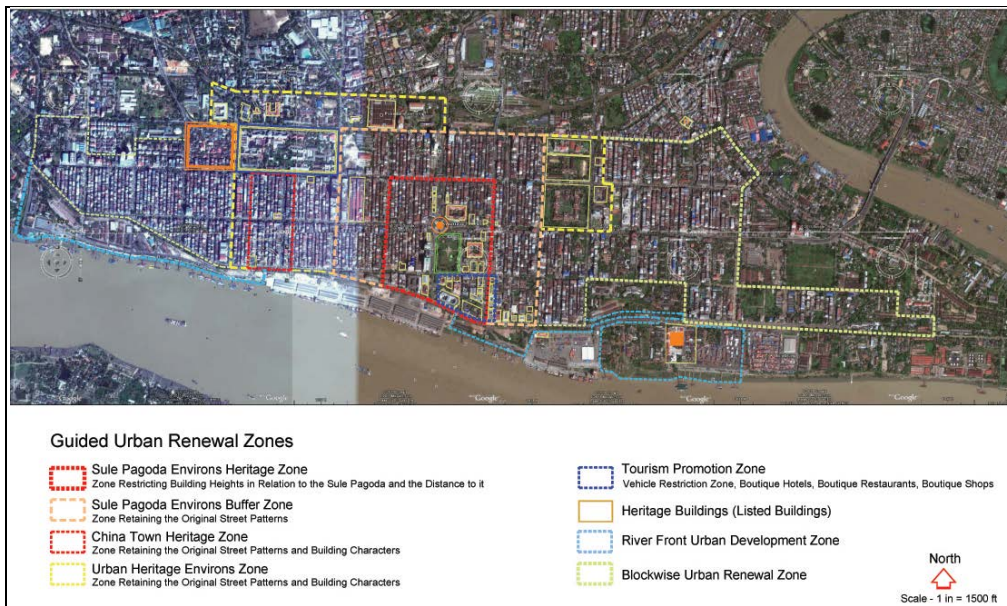 Google
Google
Google
Google
Guided Urban Renewal Zones
Sule Pagoda Environs Heritage Zone
Zone Restricting Building Heights in Relation to the Sule Pagoda and the Distance to it
Sule Pagoda Environs Buffer Zone
Zone Retaining the Original Street Patterns
China Town Heritage Zone
Zone Retaining the Original Street Patterns and Building Characters
Urban Heritage Environs Zone
Zone Retaining the Original Street Patterns and Building Characters
Tourism Promotion Zone
Vehicle Restriction Zone, Boutique Hotels, Boutique Restaurants, Boutique Shops
Heritage Buildings (Listed Buildings)
River Front Urban Development Zone
Blockwise Urban Renewal Zone
North
Scale - 1 in = 1500 ft